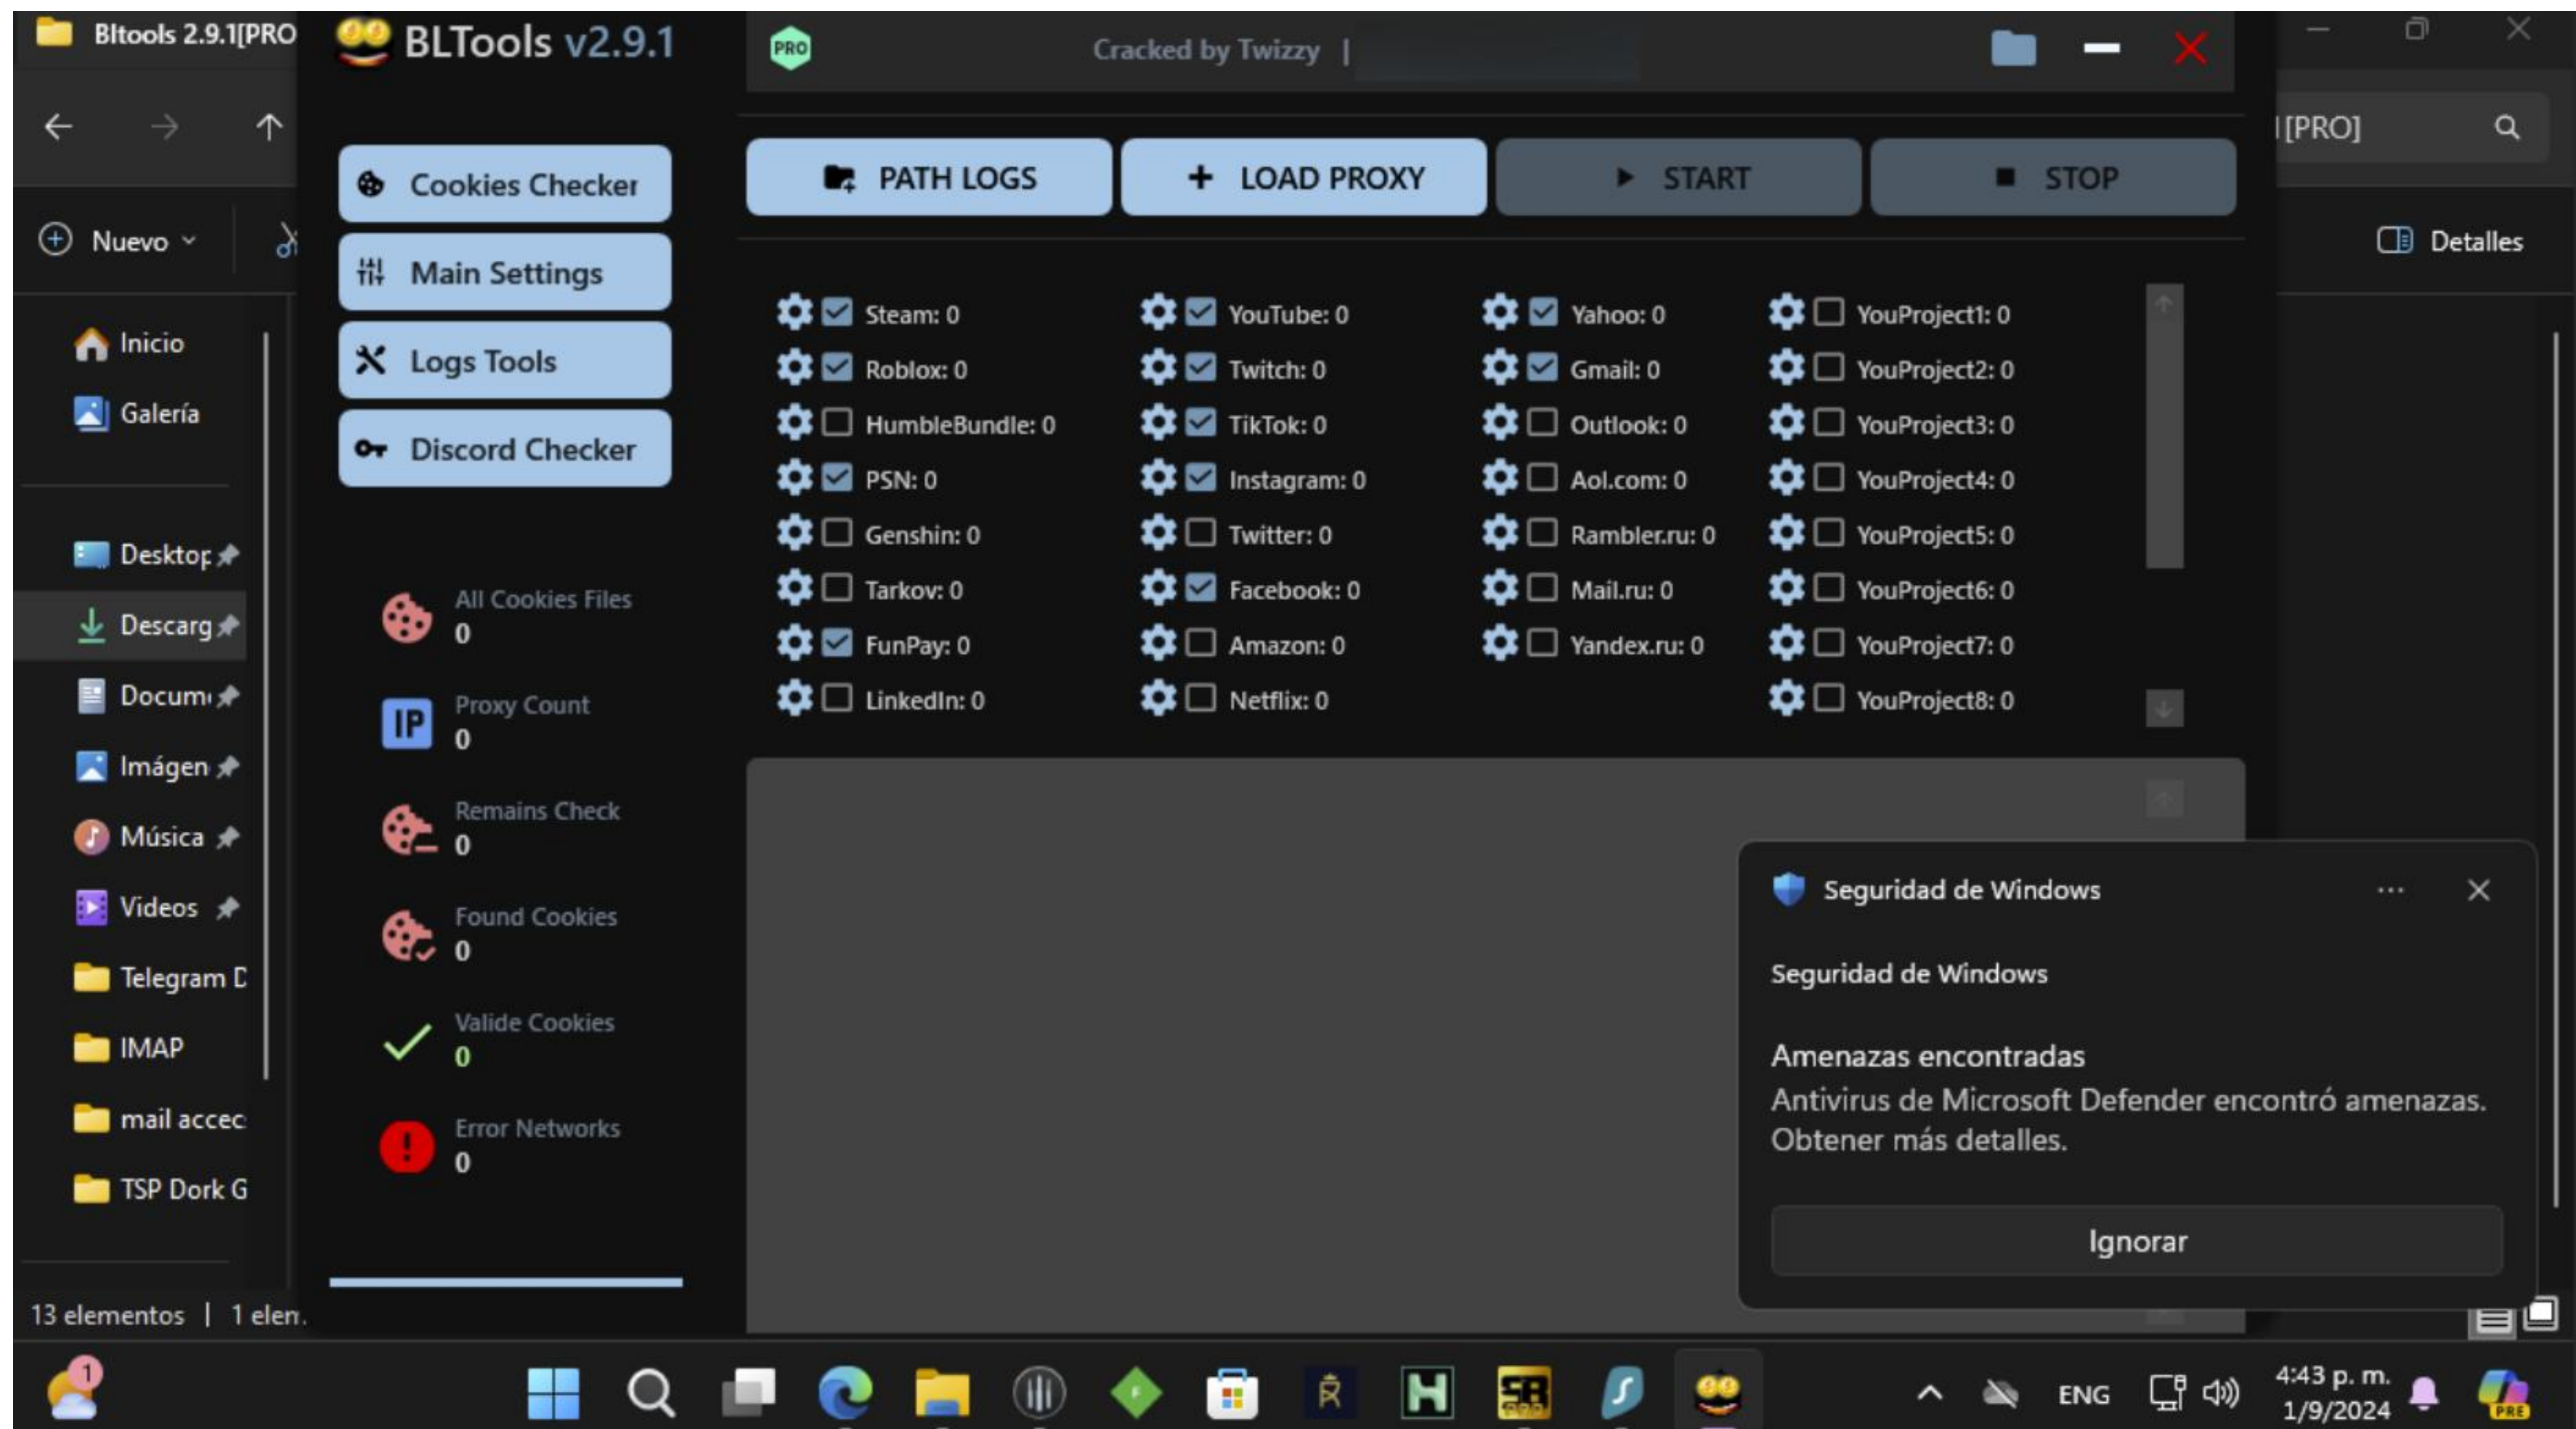 Bltools 2.9.1[PRO
BLTools v2.9.1
PRO
Cracked by Twizzy |
[PRO]
Cookies Checker
Main Settings
Logs Tools
Discord Checker
PATH LOGS
+ LOAD PROXY
START
STOP
Nuevo
Detalles
Inicio
Galería
Desktop
Descarg
Docum
Imágen
Música
Videos
Telegram D
IMAP
mail accec
TSP Dork G
All Cookies Files
0
IP
Proxy Count
0
Remains Check
0
Found Cookies
0
Valide Cookies
0
Error Networks
0
Steam: 0
Roblox: 0
HumbleBundle: 0
PSN: 0
Genshin: 0
Tarkov: 0
FunPay: 0
LinkedIn: 0
YouTube: 0
Twitch: 0
TikTok: 0
Instagram: 0
Twitter: 0
Facebook: 0
Amazon: 0
Netflix: 0
Yahoo: 0
Gmail: 0
Outlook: 0
Aol.com: 0
Rambler.ru: 0
Mail.ru: 0
Yandex.ru: 0
YouProject1: 0
YouProject2: 0
YouProject3: 0
YouProject4: 0
YouProject5: 0
YouProject6: 0
YouProject7: 0
YouProject8: 0
Seguridad de Windows
Seguridad de Windows
Amenazas encontradas
Antivirus de Microsoft Defender encontró amenazas.
Obtener más detalles.
Ignorar
13 elementos | 1 elem
1
SB
ENG
4:43 p. m.
1/9/2024
PRE